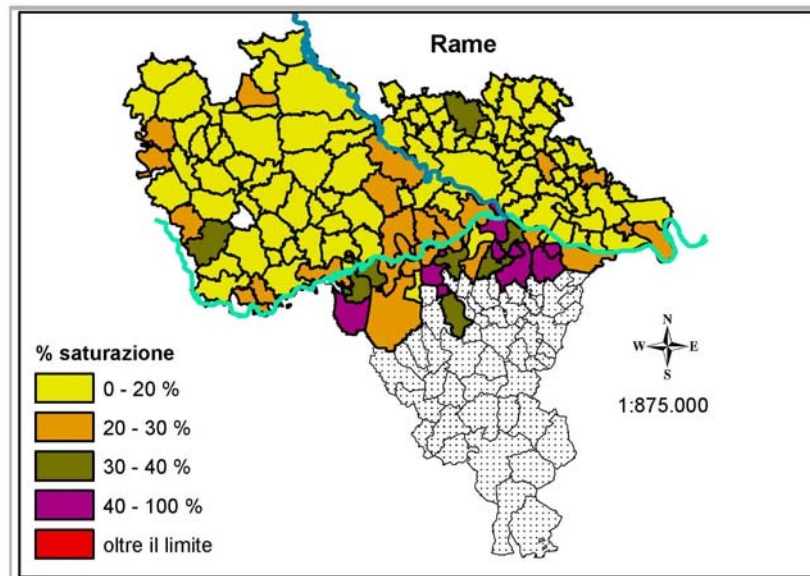 Rame
% saturazione
0 - 20 %
20 - 30 %
30 - 40 %
40 - 100 %
oltre il limite
N
W E
S
1:875.000